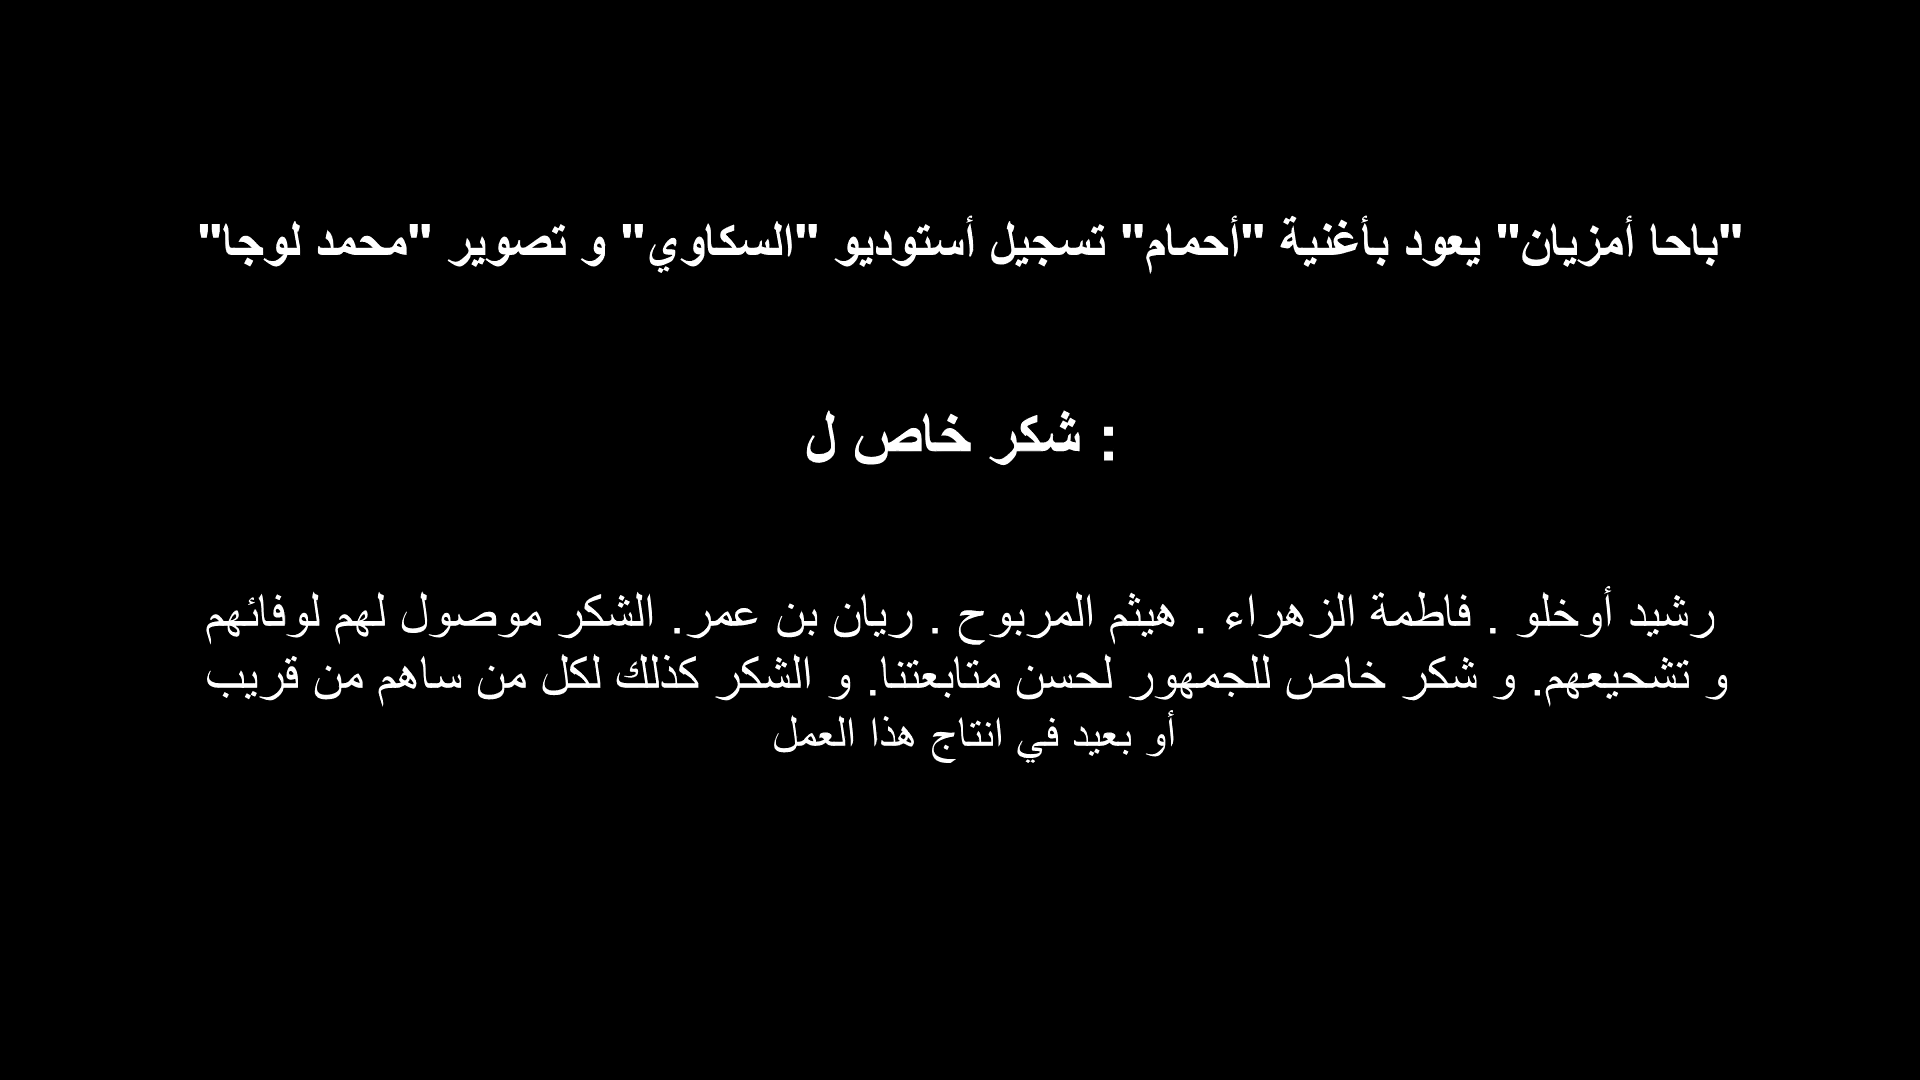 "باحا أمزيان" يعود بأغنية "أحمام" تسجيل أستوديو "السكاوي" و تصوير "محمد لوجا"
: شكر خاص ل
رشيد أوخلو . فاطمة الزهراء . هيثم المربوح . ريان بن عمر. الشكر موصول لهم لوفائهم
و تشحيعهم. و شكر خاص للجمهور لحسن متابعتنا. و الشكر كذلك لكل من ساهم من قريب
أو بعيد في انتاج هذا العمل